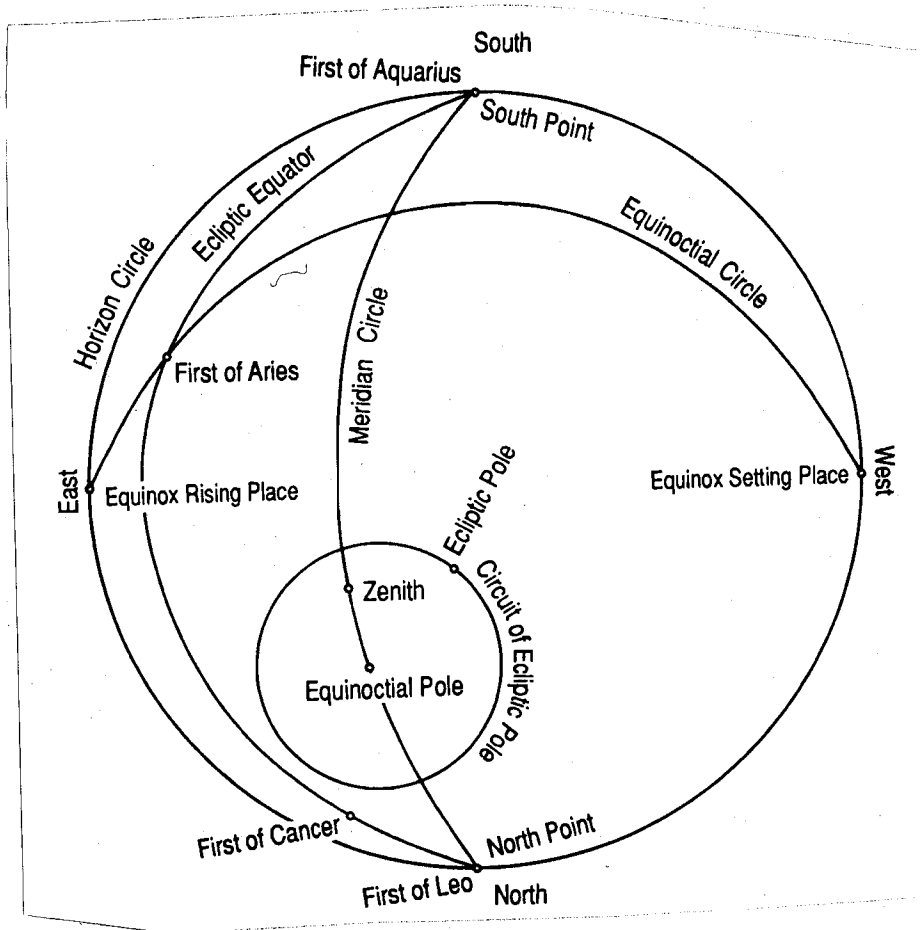 South
First of Aquarius
South Point
Ecliptic Equator
Equinoctial Circle
Horizon Circle
Meridian Circle
First of Aries
East
Equinox Rising Place
Ecliptic Pole
Equinox Setting Place
West
Zenith
Circuit of Ecliptic Pole
Equinoctial Pole
First of Cancer
North Point
First of Leo
North